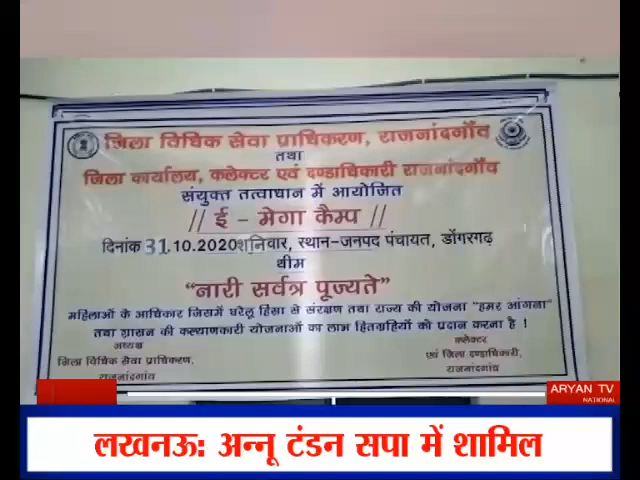 जिला विधिक सेवा प्राधिकरण, राजनांदगाँव
तथा
जिला कार्यालय, कलेक्टर एवं दण्डाधिकारी राजनांदगाँव
संयुक्त तत्वाधान में आयोजित
// ई - मेगा कैम्प //
दिनांक 31.10.2020 शनिवार, स्थान-जनपद पंचायत, डोंगरगढ़
थीम
“नारी सर्वत्र पूज्यते”
महिलाओं के आधिकार जिसमें घरेलू हिंसा से संरक्षण तथा राज्य की योजना "हमर आंगना"
तथा शासन की कल्याणकारी योजनाओं का लाभ हितग्राहियों को प्रदान करना है !
अध्यक्ष
जिला विधिक सेवा प्राधिकरण,
राजनांदगांव
कलेक्टर
एवं जिला दण्डाधिकारी,
राजनांदगांव
ARYAN TV
NATIONAL
लखनऊ: अन्नू टंडन सपा में शामिल